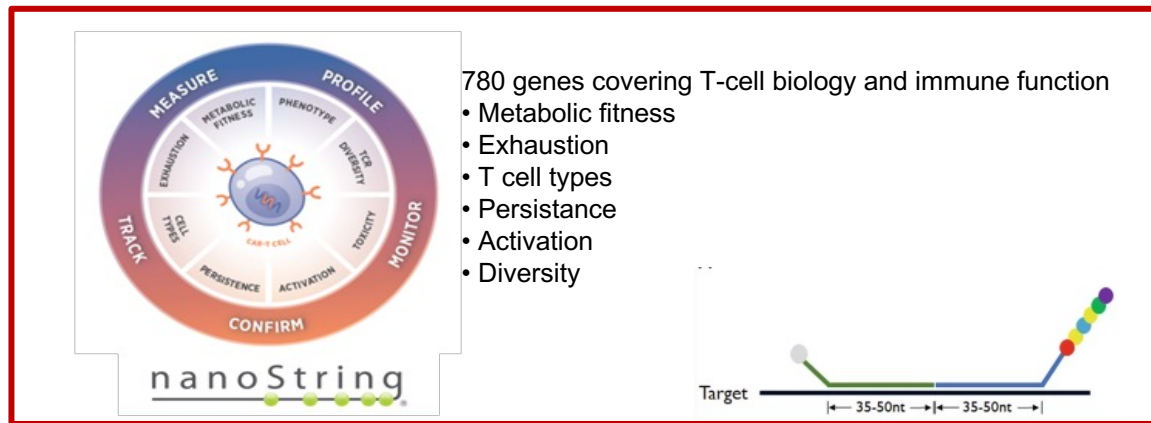 MEASURE
PROFILE
MONITOR
CONFIRM
TRACK
METABOLIC FITNESS
PHENOTYPE
TCR DIVERSITY
TOXICITY
ACTIVATION
PERSISTENCE
CELL TYPES
EXHAUSTION
CAR-T CELL
nanoString®
780 genes covering T-cell biology and immune function
• Metabolic fitness
• Exhaustion
• T cell types
• Persistance
• Activation
• Diversity
Target
35-50nt 35-50nt